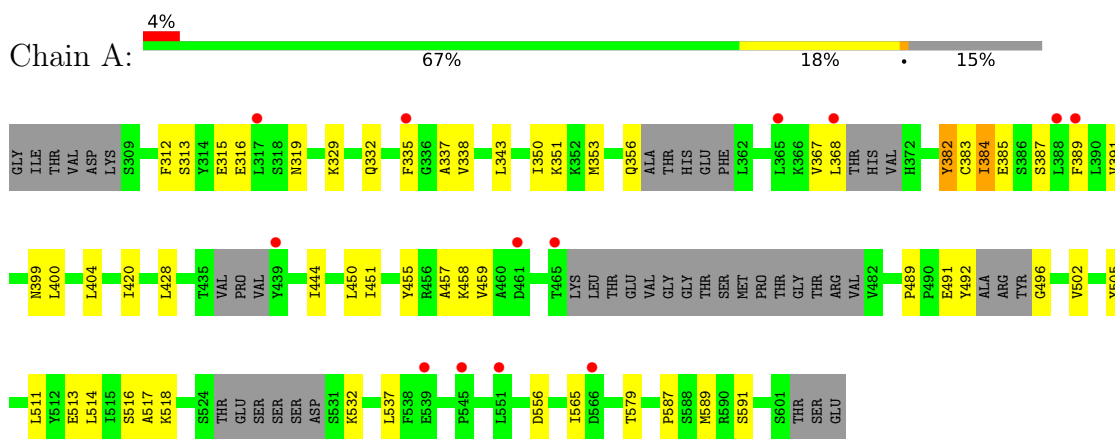 4%
Chain A:
67% 18% • 15%
GLY ILE THR VAL ASP LYS S309 F312 S313 Y314 E315 E316 L317 S318 N319 K329 Q332 F335 G336 A337 V338 L343 I350 K351 K352 M353 Q356 ALA THR HIS GLU PHE L362 L365 K366 V367 L368 THR HIS VAL H372 Y382 C383 I384 E385 S386 S387 L388 F389 L390 V391
N399 L400 L404 I420 L428 T435 VAL PRO VAL Y439 I444 L450 I451 Y455 R456 A457 K458 V459 A460 D461 T465 LYS LEU THR GLU VAL GLY GLY THR SER MET PRO THR GLY THR ARG VAL V482 P489 P490 E491 Y492 ALA ARG TYR G496 V502 Y505
L511 Y512 E513 L514 I515 S516 A517 K518 S524 THR GLU SER SER SER ASP S531 K532 L537 F538 E539 P545 L551 D556 I565 D566 T579 P587 S588 M589 R590 S591 S601 THR SER GLU